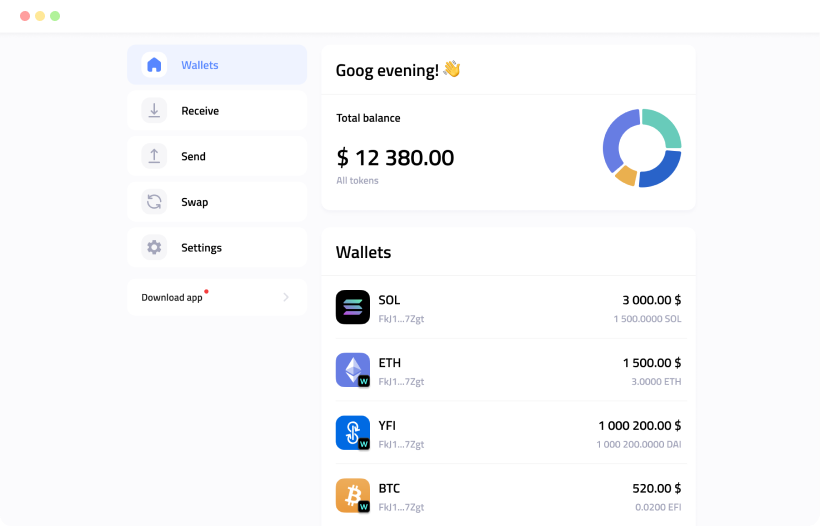 Wallets
Receive
Send
Swap
Settings
Download app
Goog evening! 👋
Total balance
$ 12 380.00
All tokens
Wallets
SOL 3 000.00 $
FkJ1...7Zgt 1 500.0000 SOL
W
ETH 1 500.00 $
FkJ1...7Zgt 3.0000 ETH
W
YFI 1 000 200.00 $
FkJ1...7Zgt 1 000 200.0000 DAI
W
BTC 520.00 $
FkJ1...7Zgt 0.0200 EFI